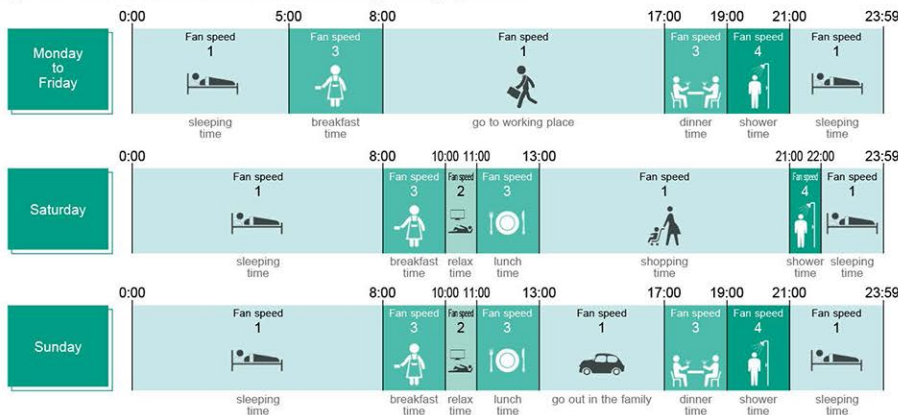 0:00 5:00 8:00 17:00 19:00 21:00 23:59
Monday
to
Friday
Fan speed Fan speed Fan speed Fan speed Fan speed Fan speed
1 3 1 3 4 1
sleeping time
breakfast time
go to working place
dinner time
shower time
sleeping time
0:00 8:00 10:00 11:00 13:00 21:00 22:00 23:59
Saturday
Fan speed Fan speed Fan speed Fan speed Fan speed Fan speed Fan speed
1 3 2 3 1 4 1
sleeping time
breakfast time
relax time
lunch time
shopping time
shower time
sleeping time
0:00 8:00 10:00 11:00 13:00 17:00 19:00 21:00 23:59
Sunday
Fan speed Fan speed Fan speed Fan speed Fan speed Fan speed Fan speed Fan speed
1 3 2 3 1 3 4 1
sleeping time
breakfast time
relax time
lunch time
go out in the family
dinner time
shower time
sleeping time